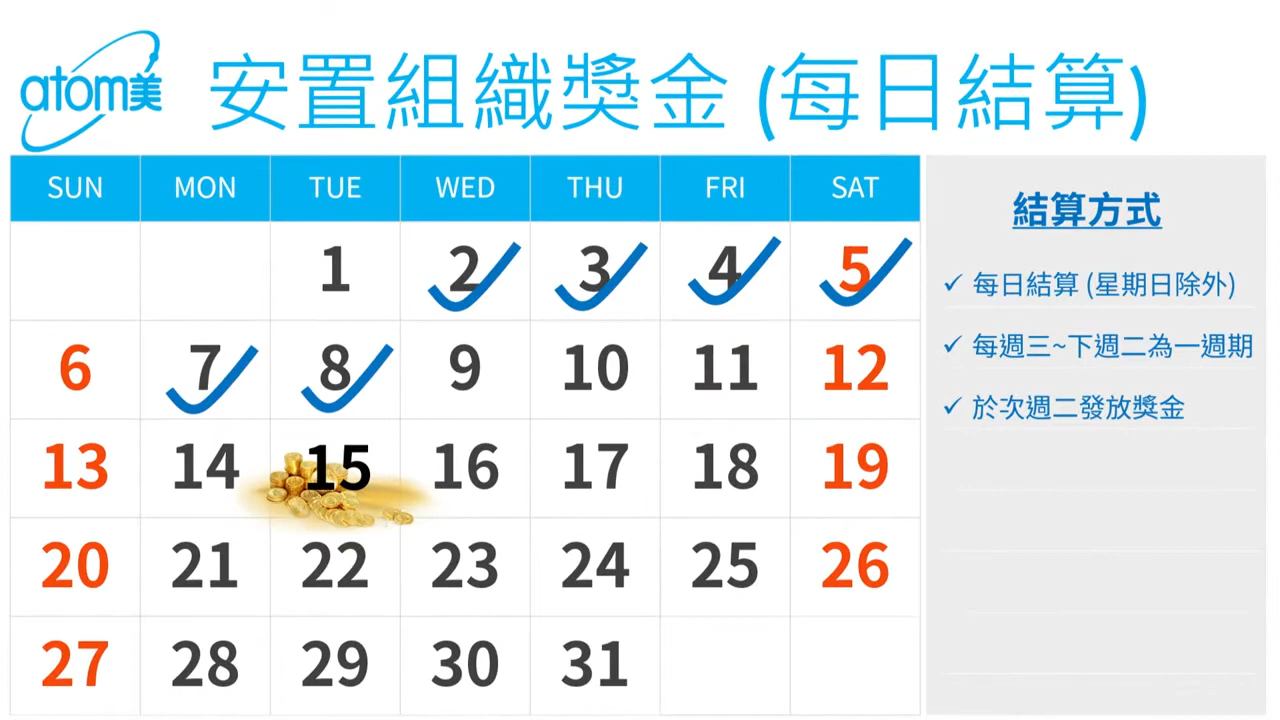 atom美
安置組織獎金 (每日結算)
SUN MON TUE WED THU FRI SAT
1 2 3 4 5
6 7 8 9 10 11 12
13 14 15 16 17 18 19
20 21 22 23 24 25 26
27 28 29 30 31
結算方式
✓ 每日結算 (星期日除外)
✓ 每週三~下週二為一週期
✓ 於次週二發放獎金